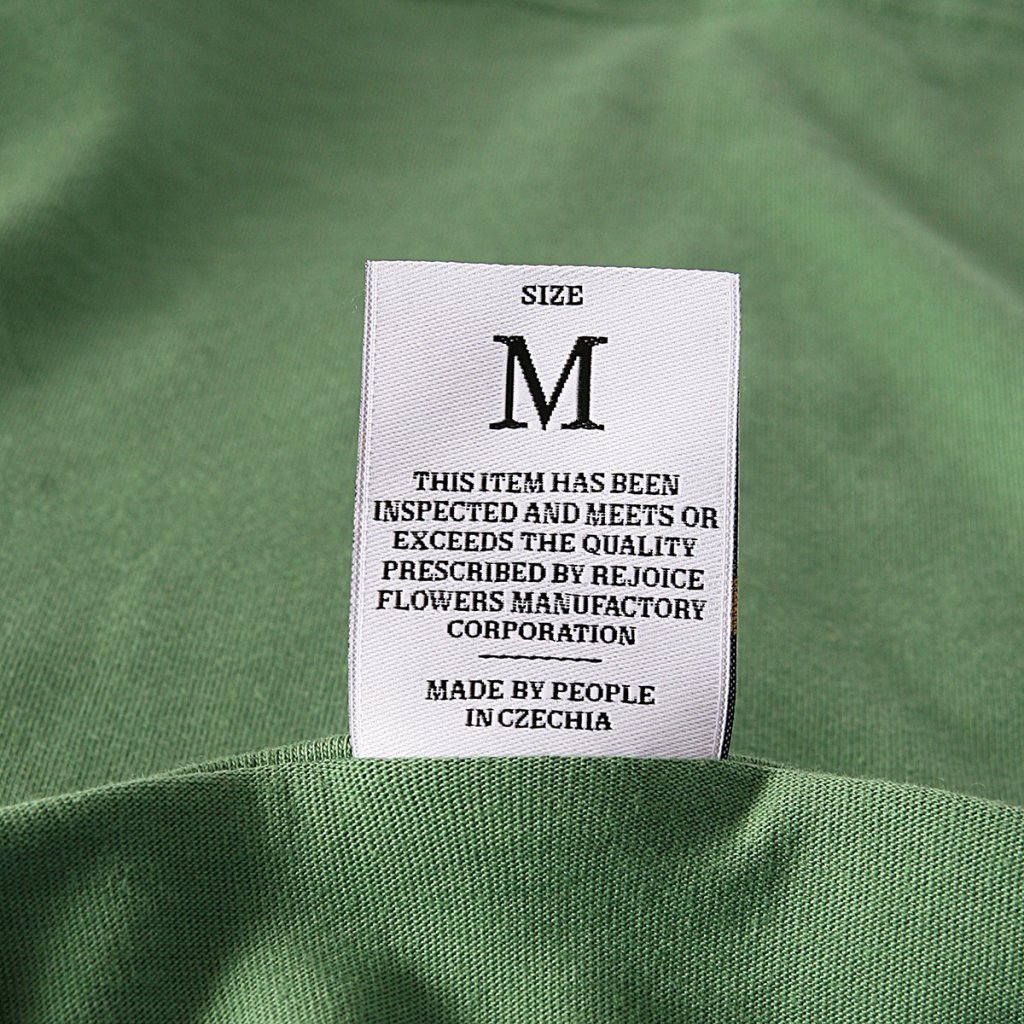 SIZE
M
THIS ITEM HAS BEEN
INSPECTED AND MEETS OR
EXCEEDS THE QUALITY
PRESCRIBED BY REJOICE
FLOWERS MANUFACTORY
CORPORATION
MADE BY PEOPLE
IN CZECHIA